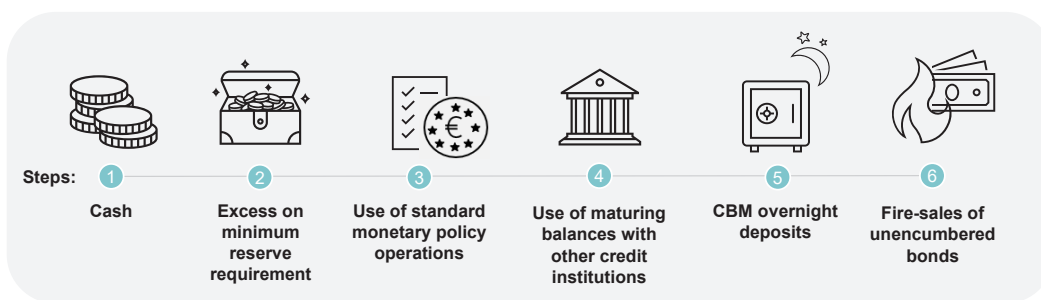 Steps:
1
2
3
4
5
6
Cash
Excess on
minimum
reserve
requirement
Use of standard
monetary policy
operations
Use of maturing
balances with
other credit
institutions
CBM overnight
deposits
Fire-sales of
unencumbered
bonds
€